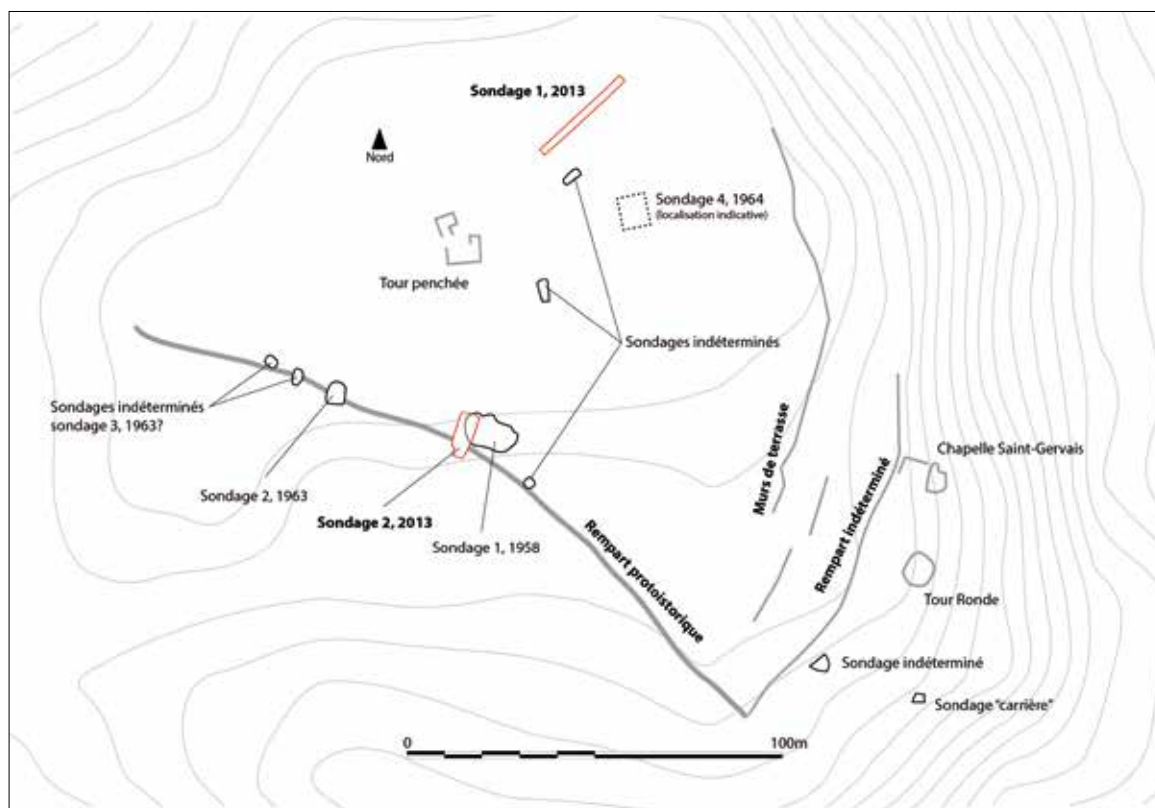 Sondage 1, 2013
Nord
Sondage 4, 1964
(localisation indicative)
Tour penchée
Sondages indéterminés
Sondages indéterminés
sondage 3, 1963?
Murs de terrasse
Chapelle Saint-Gervais
Sondage 2, 1963
Sondage 2, 2013
Sondage 1, 1958
Rempart indéterminé
Rempart protoistorique
Tour Ronde
Sondage indéterminé
Sondage "carrière"
0
100m